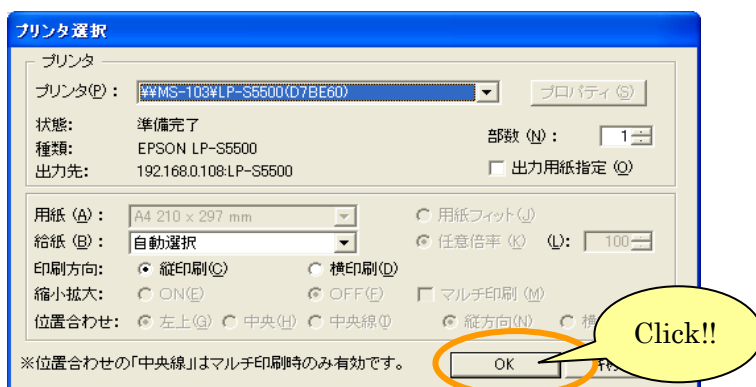 プリンタ選択
プリンタ
プリンタ(P): ¥¥MS-103¥LP-S5500(D7BE60) プロパティ(S)
状態: 準備完了
種類: EPSON LP-S5500 部数(N): 1
出力先: 192.168.0.108:LP-S5500 出力用紙指定(O)
用紙(A): A4 210 x 297 mm 用紙フィット(J)
給紙(B): 自動選択 任意倍率(K) (L): 100
印刷方向: 縦印刷(C) 横印刷(D)
縮小拡大: ON(E) OFF(F) マルチ印刷(M)
位置合わせ: 左上(G) 中央(H) 中央線(I) 縦方向(N) 横
Click!!
※位置合わせの「中央線」はマルチ印刷時のみ有効です。 OK